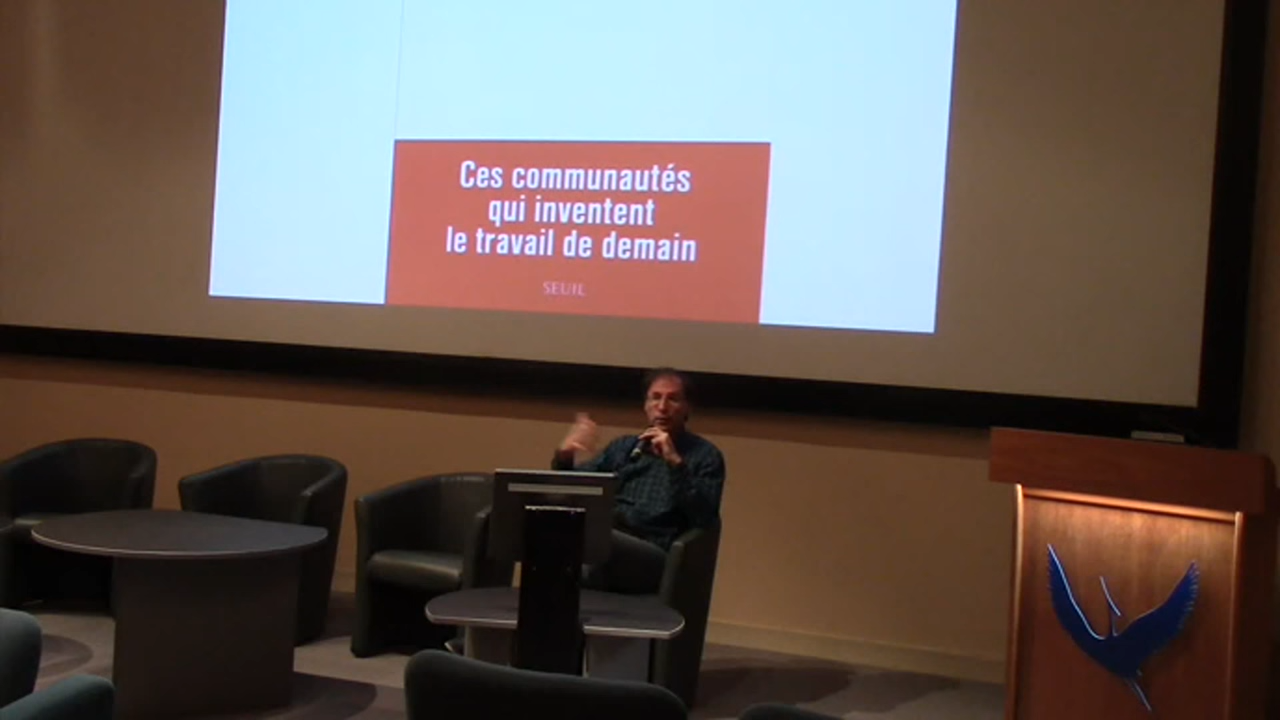 Ces communautés
qui inventent
le travail de demain
SEUIL